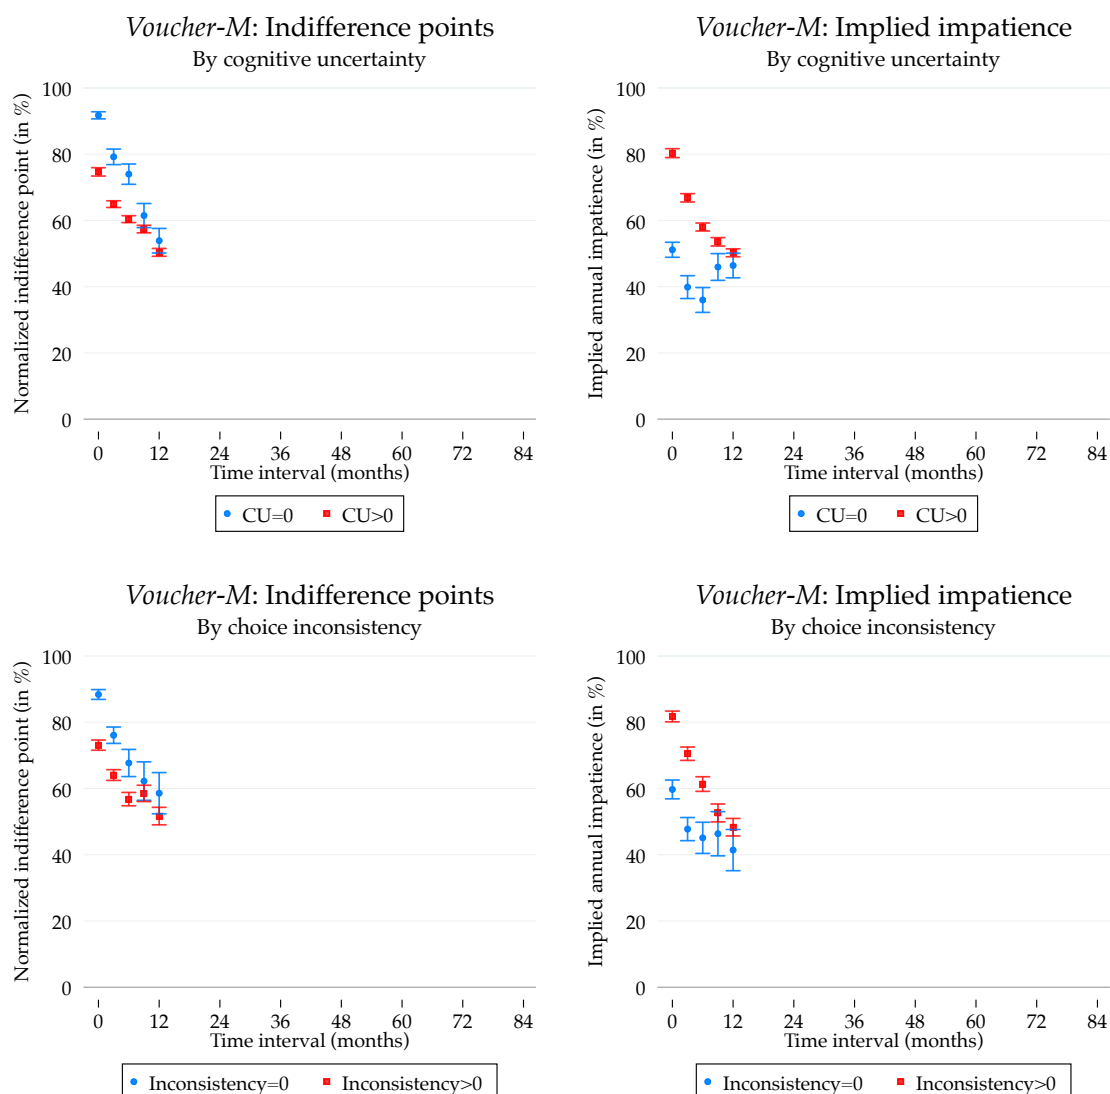 Voucher-M: Indifference points
By cognitive uncertainty
Normalized indifference point (in %)
100
80
60
40
20
0
0 12 24 36 48 60 72 84
Time interval (months)
CU=0 CU>0
Voucher-M: Implied impatience
By cognitive uncertainty
Implied annual impatience (in %)
100
80
60
40
20
0
0 12 24 36 48 60 72 84
Time interval (months)
CU=0 CU>0
Voucher-M: Indifference points
By choice inconsistency
Normalized indifference point (in %)
100
80
60
40
20
0
0 12 24 36 48 60 72 84
Time interval (months)
Inconsistency=0 Inconsistency>0
Voucher-M: Implied impatience
By choice inconsistency
Implied annual impatience (in %)
100
80
60
40
20
0
0 12 24 36 48 60 72 84
Time interval (months)
Inconsistency=0 Inconsistency>0